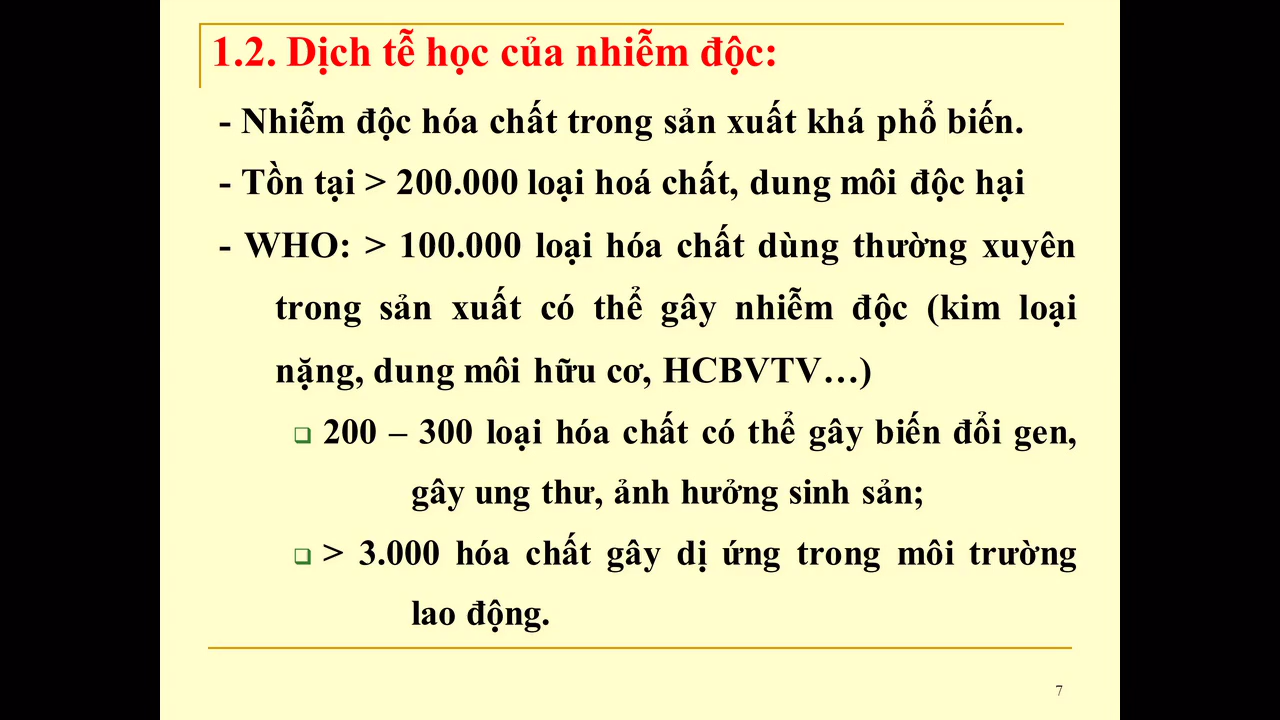 1.2. Dịch tễ học của nhiễm độc:
- Nhiễm độc hóa chất trong sản xuất khá phổ biến.
- Tồn tại > 200.000 loại hoá chất, dung môi độc hại
- WHO: > 100.000 loại hóa chất dùng thường xuyên
trong sản xuất có thể gây nhiễm độc (kim loại
nặng, dung môi hữu cơ, HCBVTV…)
❑ 200 – 300 loại hóa chất có thể gây biến đổi gen,
gây ung thư, ảnh hưởng sinh sản;
❑ > 3.000 hóa chất gây dị ứng trong môi trường
lao động.
7